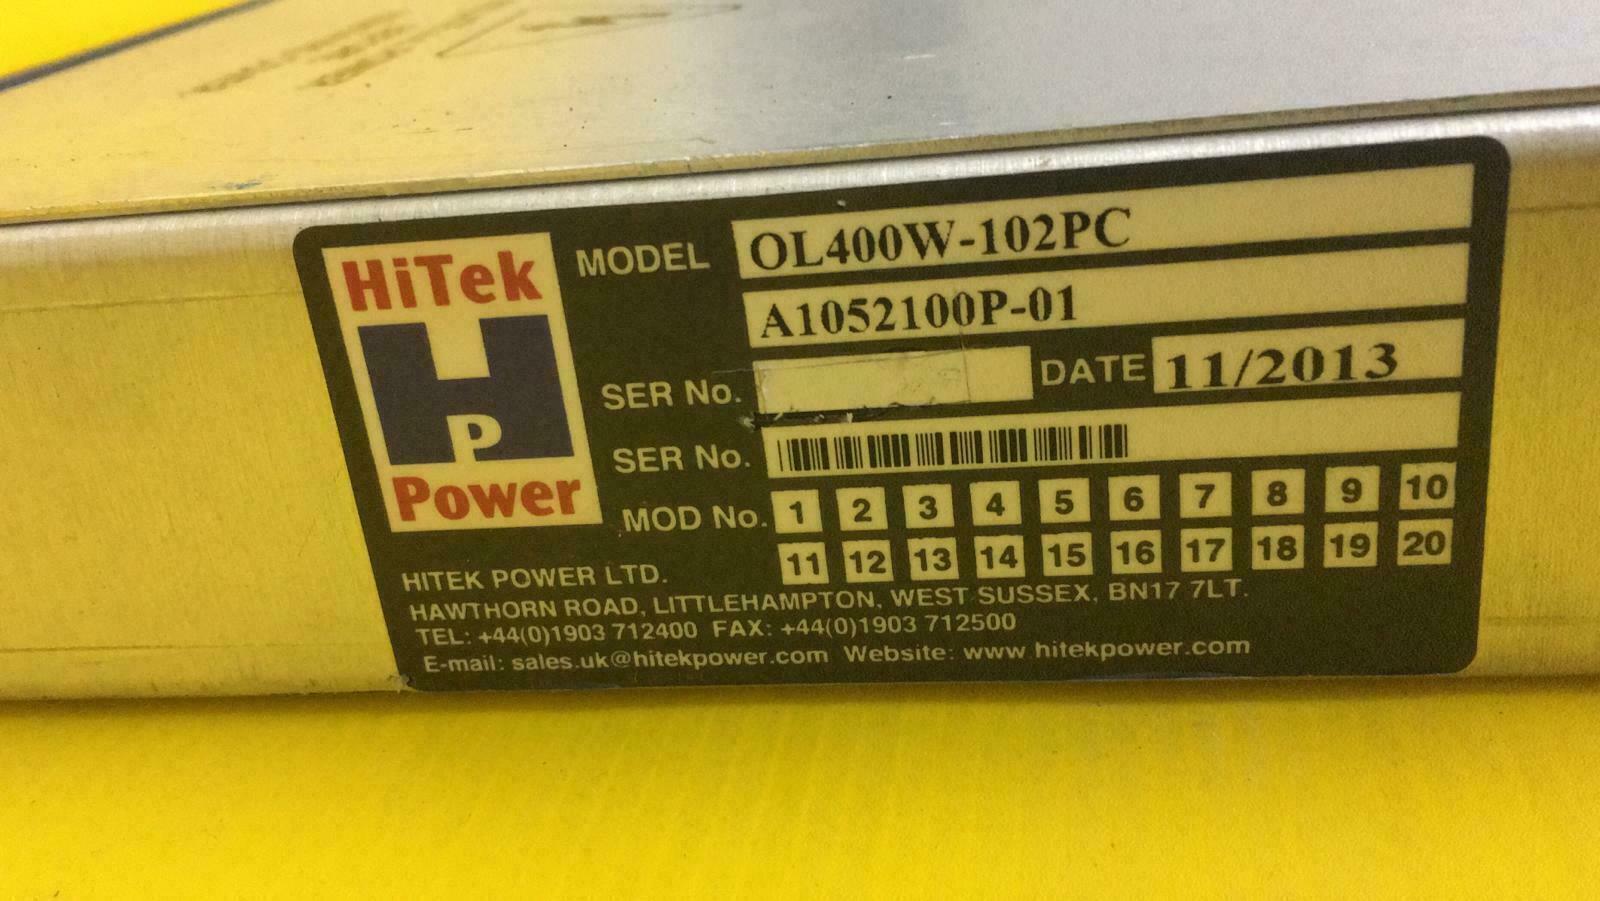 HiTek
HP
Power
MODEL OL400W-102PC
A1052100P-01
SER No. DATE 11/2013
SER No.
MOD No. 1 2 3 4 5 6 7 8 9 10
11 12 13 14 15 16 17 18 19 20
HITEK POWER LTD.
HAWTHORN ROAD, LITTLEHAMPTON, WEST SUSSEX, BN17 7LT.
TEL: +44(0)1903 712400 FAX: +44(0)1903 712500
E-mail: sales.uk@hitekpower.com Website: www.hitekpower.com